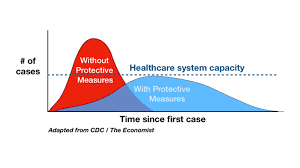 # of
cases
Without
Protective
Measures
Healthcare system capacity
With Protective
Measures
Time since first case
Adapted from CDC / The Economist